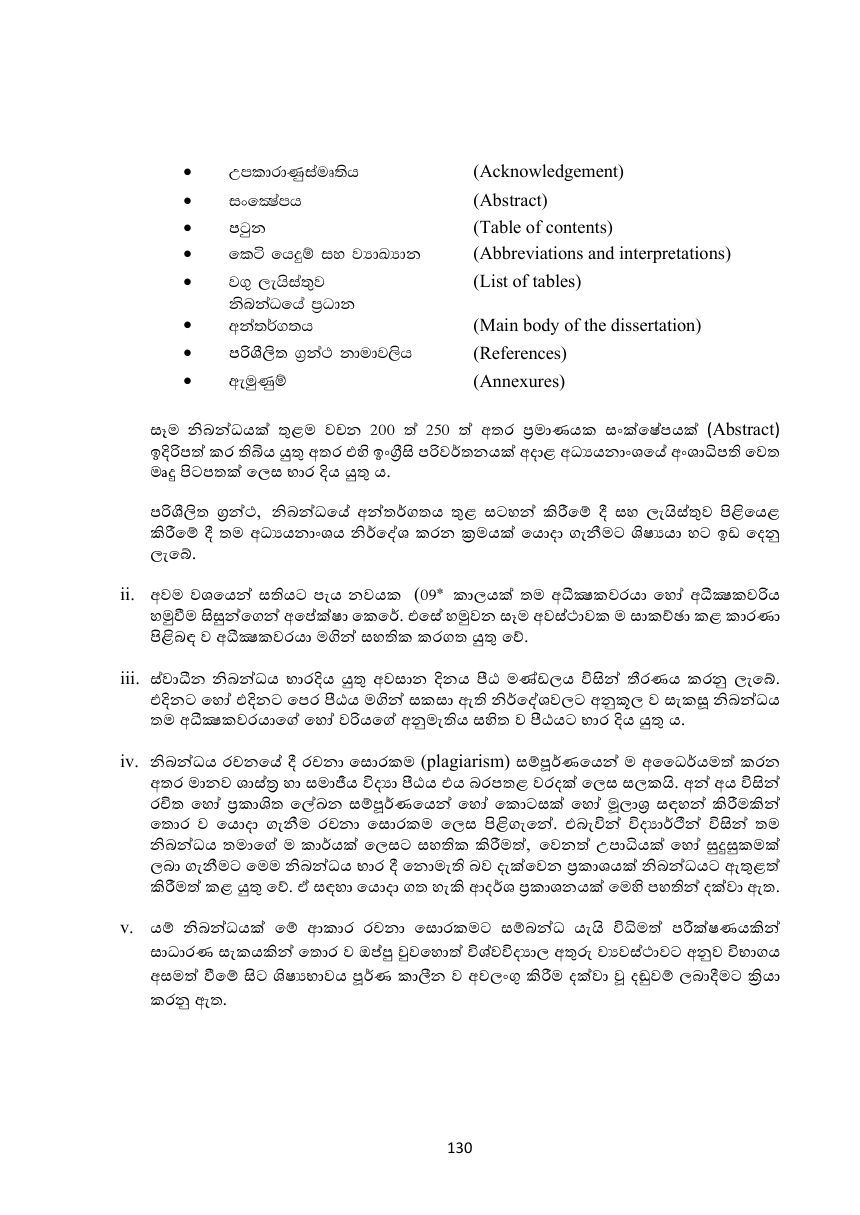 • උපකාරාණුස්මෘතිය (Acknowledgement)
• සංක්ෂේපය (Abstract)
• පටුන (Table of contents)
• කෙටි යෙදුම් සහ ව්‍යාඛ්‍යාන (Abbreviations and interpretations)
• වගු ලැයිස්තුව (List of tables)
නිබන්ධයේ ප්‍රධාන
• අන්තර්ගතය (Main body of the dissertation)
• පරිශීලිත ග්‍රන්ථ නාමාවලිය (References)
• ඇමුණුම් (Annexures)
සෑම නිබන්ධයක් තුළම වචන 200 ත් 250 ත් අතර ප්‍රමාණයක සංක්ෂේපයක් (Abstract)
ඉදිරිපත් කර තිබිය යුතු අතර එහි ඉංග්‍රීසි පරිවර්තනයක් අදාළ අධ්‍යයනාංශයේ අංශාධිපති වෙත
මෘදු පිටපතක් ලෙස භාර දිය යුතු ය.
පරිශීලිත ග්‍රන්ථ, නිබන්ධයේ අන්තර්ගතය තුළ සටහන් කිරීමේ දී සහ ලැයිස්තුව පිළියෙළ
කිරීමේ දී තම අධ්‍යයනාංශය නිර්දේශ කරන ක්‍රමයක් යොදා ගැනීමට ශිෂ්‍යයා හට ඉඩ දෙනු
ලැබේ.
ii. අවම වශයෙන් සතියට පැය නවයක (09* කාලයක් තම අධීක්ෂකවරයා හෝ අධීක්ෂකවරිය
හමුවීම සිසුන්ගෙන් අපේක්ෂා කෙරේ. එසේ හමුවන සෑම අවස්ථාවක ම සාකච්ඡා කළ කාරණා
පිළිබඳ ව අධීක්ෂකවරයා මගින් සහතික කරගත යුතු වේ.
iii. ස්වාධීන නිබන්ධය භාරදිය යුතු අවසාන දිනය පීඨ මණ්ඩලය විසින් තීරණය කරනු ලැබේ.
එදිනට හෝ එදිනට පෙර පීඨය මගින් සකසා ඇති නිර්දේශවලට අනුකූල ව සැකසූ නිබන්ධය
තම අධීක්ෂකවරයාගේ හෝ වරියගේ අනුමැතිය සහිත ව පීඨයට භාර දිය යුතු ය.
iv. නිබන්ධය රචනයේ දී රචනා සොරකම (plagiarism) සම්පූර්ණයෙන් ම අධෛර්යමත් කරන
අතර මානව ශාස්ත්‍ර හා සමාජීය විද්‍යා පීඨය එය බරපතළ වරදක් ලෙස සලකයි. අන් අය විසින්
රචිත හෝ ප්‍රකාශිත ලේඛන සම්පූර්ණයෙන් හෝ කොටසක් හෝ මූලාශ්‍ර සඳහන් කිරීමකින්
තොර ව යොදා ගැනීම රචනා සොරකම ලෙස පිළිගැනේ. එබැවින් විද්‍යාර්ථීන් විසින් තම
නිබන්ධය තමාගේ ම කාර්යක් ලෙසට සහතික කිරීමත්, වෙනත් උපාධියක් හෝ සුදුසුකමක්
ලබා ගැනීමට මෙම නිබන්ධය භාර දී නොමැති බව දැක්වෙන ප්‍රකාශයක් නිබන්ධයට ඇතුළත්
කිරීමත් කළ යුතු වේ. ඒ සඳහා යොදා ගත හැකි ආදර්ශ ප්‍රකාශනයක් මෙහි පහතින් දක්වා ඇත.
v. යම් නිබන්ධයක් මේ ආකාර රචනා සොරකමට සම්බන්ධ යැයි විධිමත් පරීක්ෂණයකින්
සාධාරණ සැකයකින් තොර ව ඔප්පු වුවහොත් විශ්වවිද්‍යාල අතුරු ව්‍යවස්ථාවට අනුව විභාගය
අසමත් වීමේ සිට ශිෂ්‍යභාවය පූර්ණ කාලීන ව අවලංගු කිරීම දක්වා වූ දඬුවම් ලබාදීමට ක්‍රියා
කරනු ඇත.
130